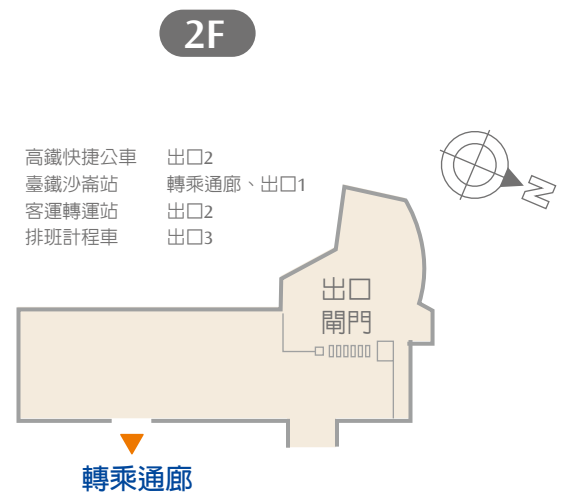 2F
高鐵快捷公車 出口2
臺鐵沙崙站 轉乘通廊、出口1
客運轉運站 出口2
排班計程車 出口3
N
出口
閘門
轉乘通廊